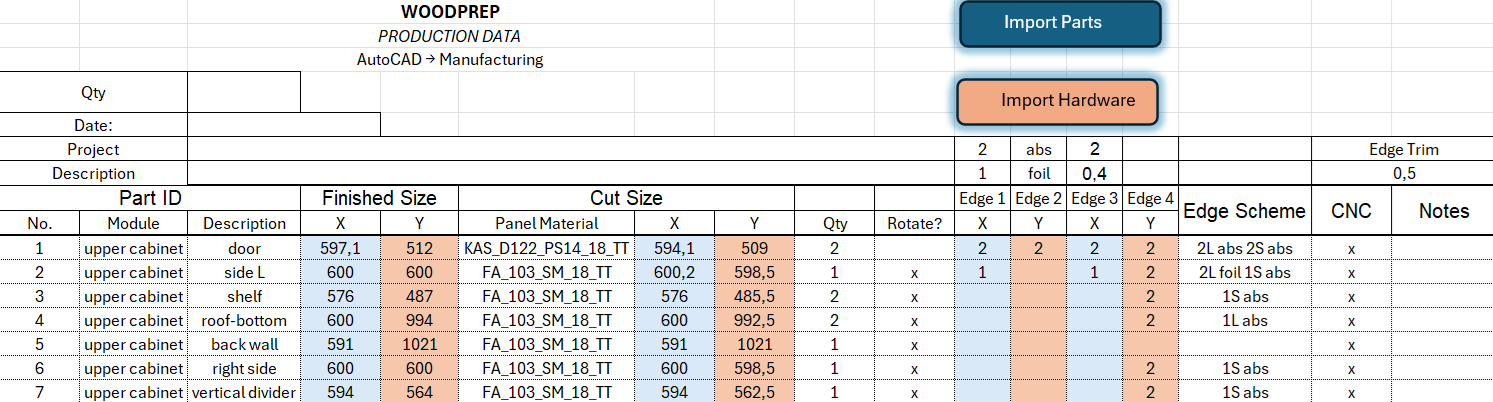 WOODPREP
Import Parts
PRODUCTION DATA
AutoCAD → Manufacturing
Qty
Import Hardware
Date:
Project 2 abs 2 Edge Trim
Description 1 foil 0,4 0,5
Part ID Finished Size Cut Size Edge 1 Edge 2 Edge 3 Edge 4 Edge Scheme CNC Notes
No. Module Description X Y Panel Material X Y Qty Rotate? X Y X Y
1 upper cabinet door 597,1 512 KAS_D122_PS14_18_TT 594,1 509 2 2 2 2 2 2L abs 2S abs x
2 upper cabinet side L 600 600 FA_103_SM_18_TT 600,2 598,5 1 x 1 1 2 2L foil 1S abs x
3 upper cabinet shelf 576 487 FA_103_SM_18_TT 576 485,5 2 x 2 1S abs x
4 upper cabinet roof-bottom 600 994 FA_103_SM_18_TT 600 992,5 2 x 2 1L abs x
5 upper cabinet back wall 591 1021 FA_103_SM_18_TT 591 1021 1 x x
6 upper cabinet right side 600 600 FA_103_SM_18_TT 600 598,5 1 x 2 1S abs x
7 upper cabinet vertical divider 594 564 FA_103_SM_18_TT 594 562,5 1 x 2 1S abs x